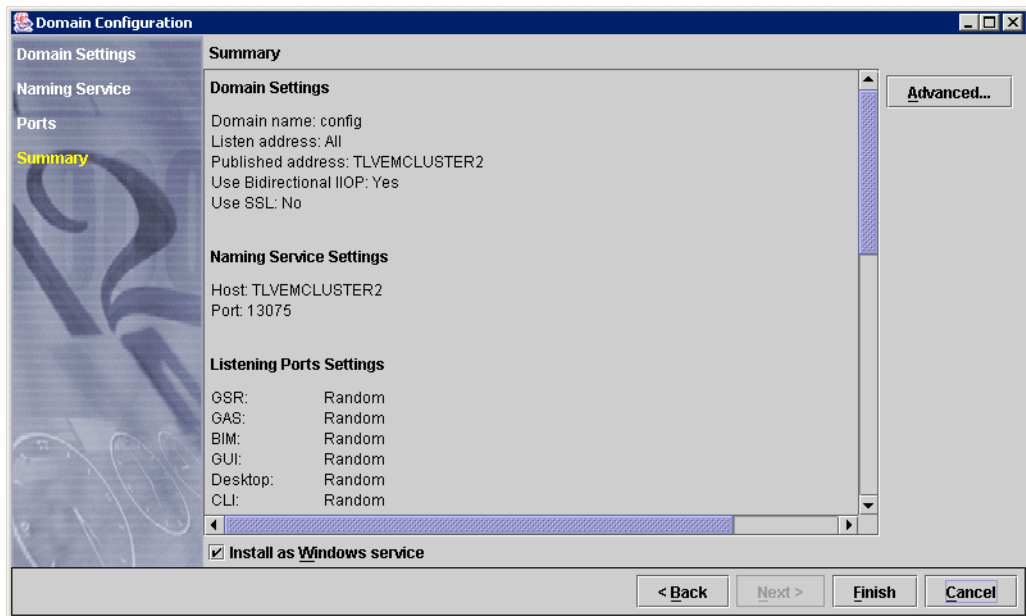 Domain Configuration
Domain Settings
Naming Service
Ports
Summary
Summary
Domain Settings
Domain name: config
Listen address: All
Published address: TLVEMCLUSTER2
Use Bidirectional IIOP: Yes
Use SSL: No
Naming Service Settings
Host: TLVEMCLUSTER2
Port: 13075
Listening Ports Settings
GSR: Random
GAS: Random
BIM: Random
GUI: Random
Desktop: Random
CLI: Random
Advanced...
Install as Windows service
< Back Next > Finish Cancel